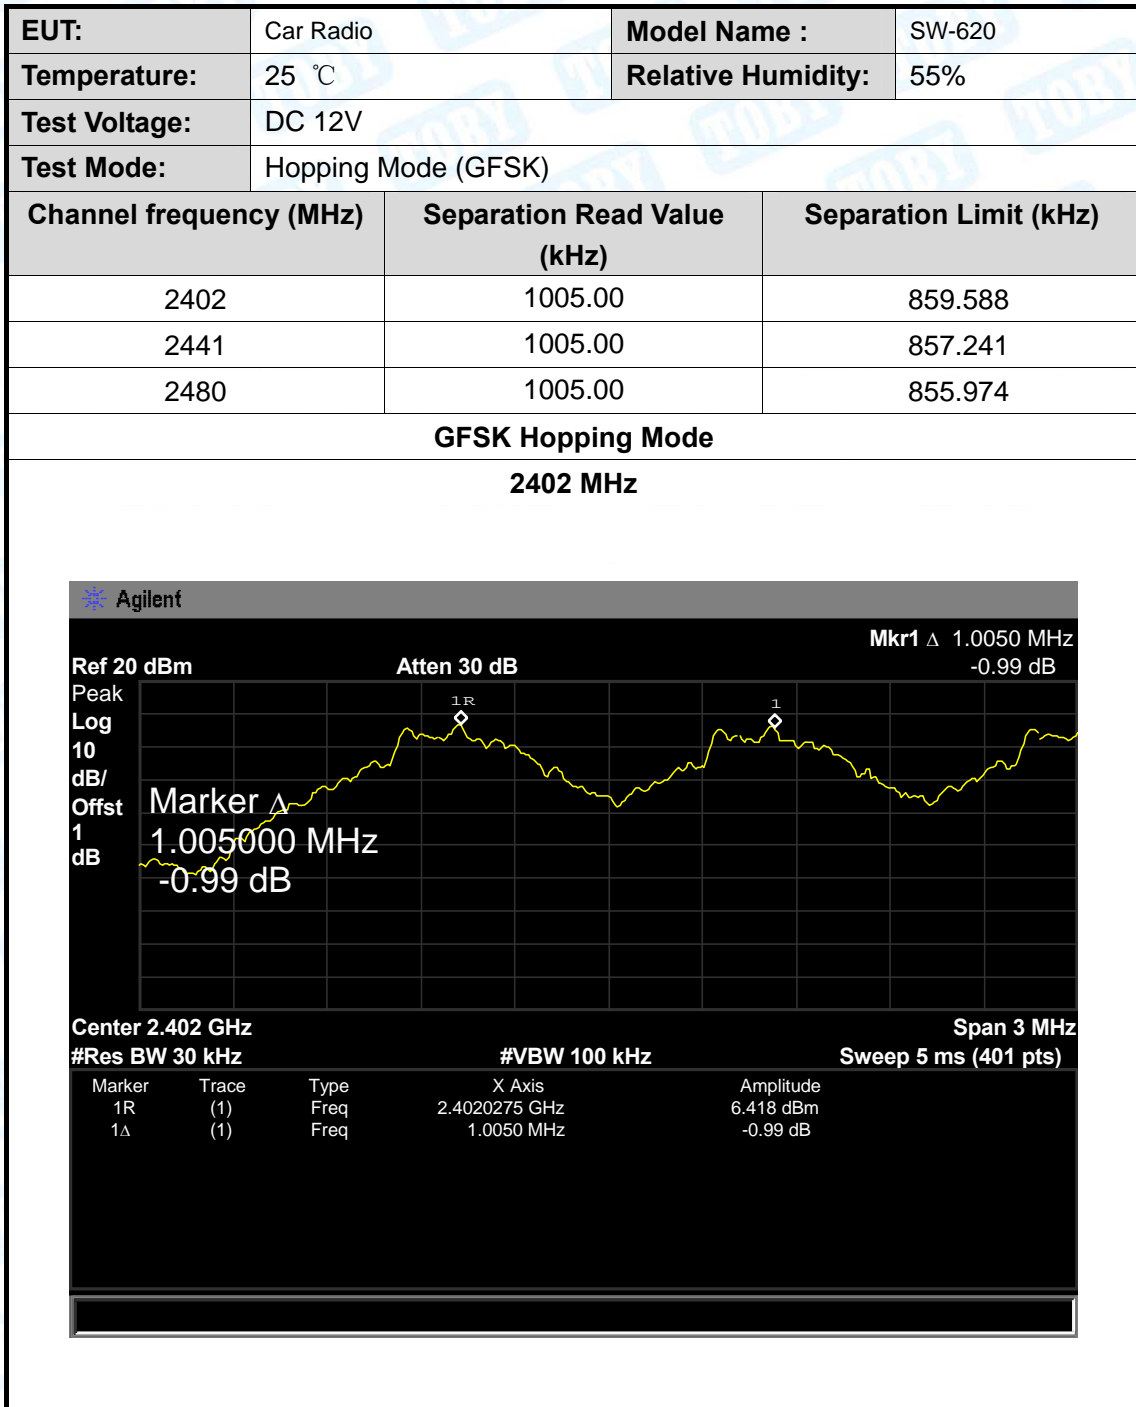 EUT: Car Radio Model Name : SW-620
Temperature: 25 ℃ Relative Humidity: 55%
Test Voltage: DC 12V
Test Mode: Hopping Mode (GFSK)
Channel frequency (MHz) Separation Read Value (kHz) Separation Limit (kHz)
2402 1005.00 859.588
2441 1005.00 857.241
2480 1005.00 855.974
GFSK Hopping Mode
2402 MHz
Agilent
Mkr1 Δ 1.0050 MHz
Ref 20 dBm Atten 30 dB -0.99 dB
Peak
Log
10
dB/
Offst
1
dB
1R
1
Marker Δ
1.005000 MHz
-0.99 dB
Center 2.402 GHz Span 3 MHz
#Res BW 30 kHz #VBW 100 kHz Sweep 5 ms (401 pts)
Marker Trace Type X Axis Amplitude
1R (1) Freq 2.4020275 GHz 6.418 dBm
1Δ (1) Freq 1.0050 MHz -0.99 dB
TOBY